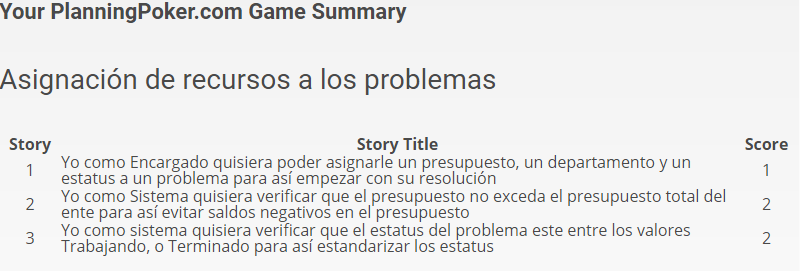 Your PlanningPoker.com Game Summary
Asignación de recursos a los problemas
Story Story Title Score
1 Yo como Encargado quisiera poder asignarle un presupuesto, un departamento y un 1
estatus a un problema para así empezar con su resolución
2 Yo como Sistema quisiera verificar que el presupuesto no exceda el presupuesto total del 2
ente para así evitar saldos negativos en el presupuesto
3 Yo como sistema quisiera verificar que el estatus del problema este entre los valores 2
Trabajando, o Terminado para así estandarizar los estatus